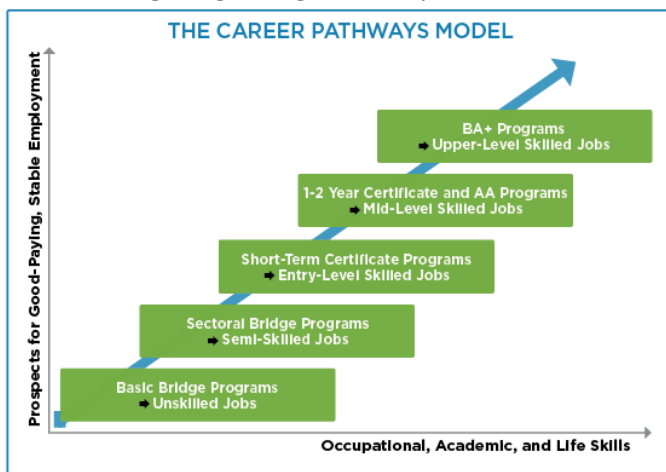 THE CAREER PATHWAYS MODEL
Prospects for Good-Paying, Stable Employment
BA+ Programs
Upper-Level Skilled Jobs
1-2 Year Certificate and AA Programs
Mid-Level Skilled Jobs
Short-Term Certificate Programs
Entry-Level Skilled Jobs
Sectoral Bridge Programs
Semi-Skilled Jobs
Basic Bridge Programs
Unskilled Jobs
Occupational, Academic, and Life Skills